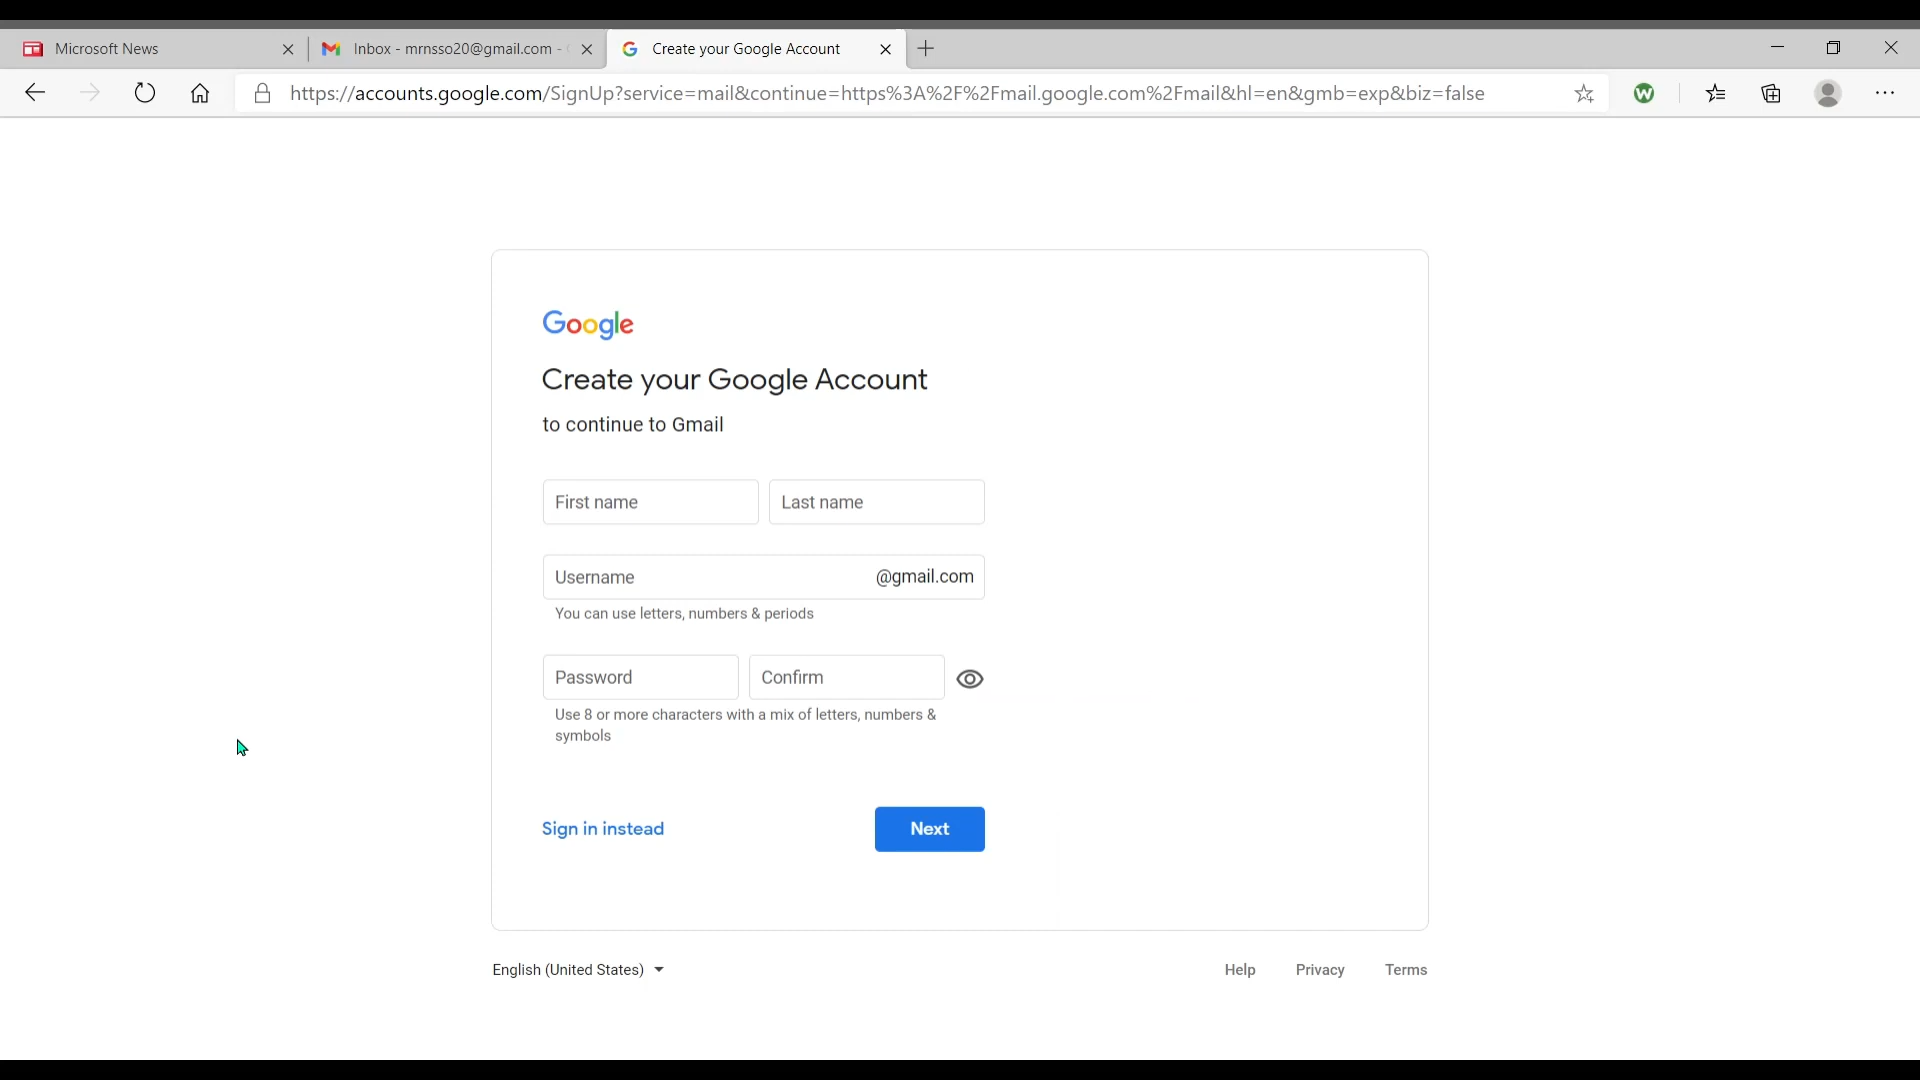 Microsoft News
Inbox - mrnsso20@gmail.com -
Create your Google Account
https://accounts.google.com/SignUp?service=mail&continue=https%3A%2F%2Fmail.google.com%2Fmail&hl=en&gmb=exp&biz=false
Google
Create your Google Account
to continue to Gmail
First name Last name
Username @gmail.com
You can use letters, numbers & periods
Password Confirm
Use 8 or more characters with a mix of letters, numbers &
symbols
Sign in instead Next
English (United States) Help Privacy Terms